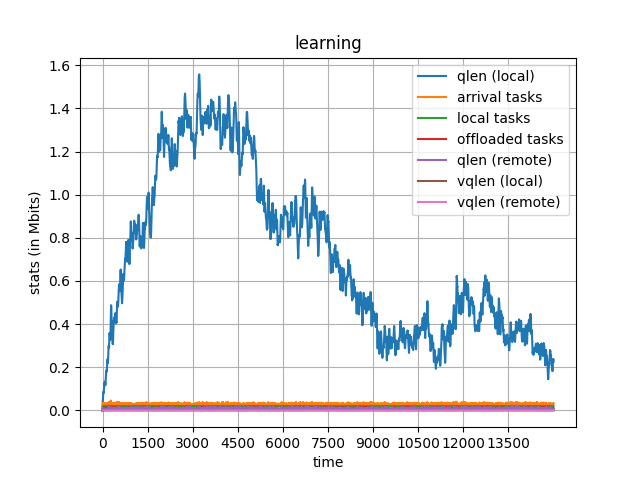 learning
stats (in Mbits)
1.6
1.4
1.2
1.0
0.8
0.6
0.4
0.2
0.0
qlen (local)
arrival tasks
local tasks
offloaded tasks
qlen (remote)
vqlen (local)
vqlen (remote)
0 1500 3000 4500 6000 7500 9000 10500 12000 13500
time